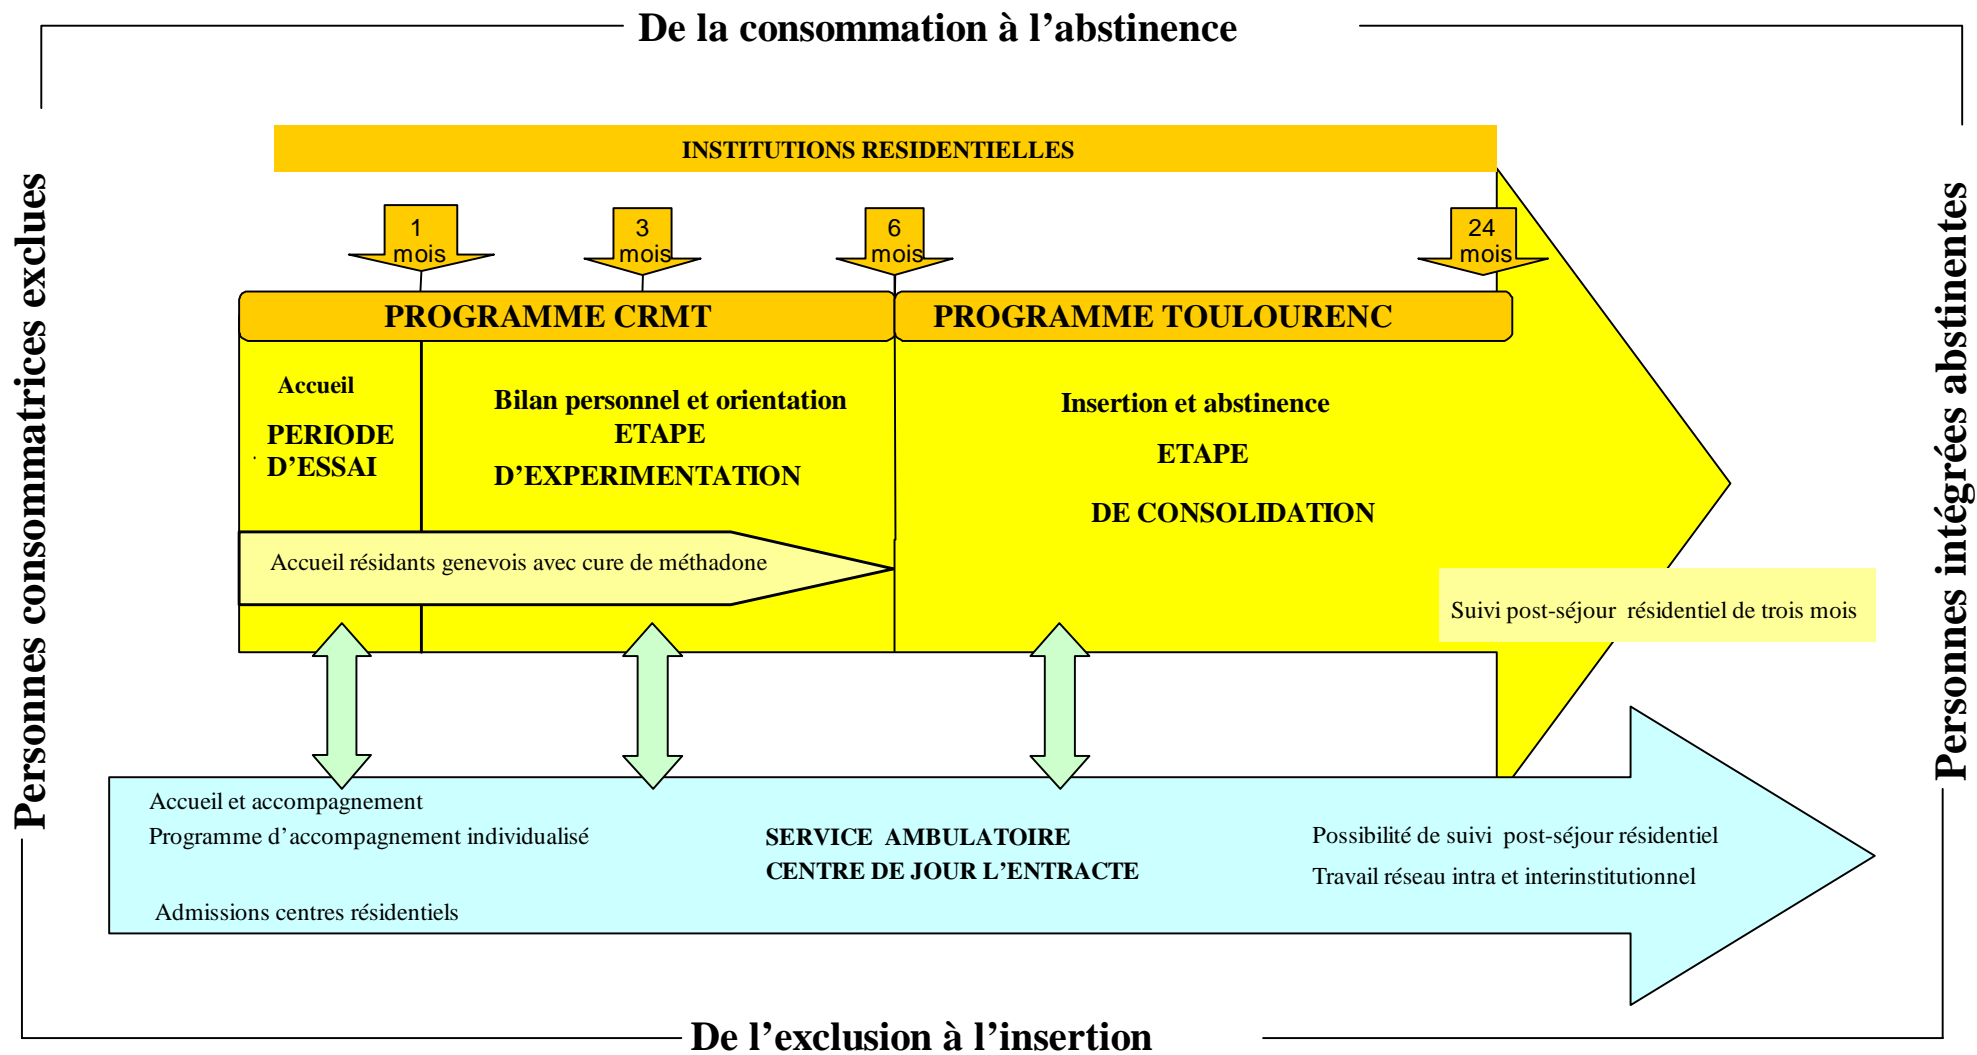 De la consommation à l’abstinence
Personnes consommatrices exclues
Personnes intégrées abstinentes
INSTITUTIONS RESIDENTIELLES
1
mois
3
mois
6
mois
24
mois
PROGRAMME CRMT
PROGRAMME TOULOURENC
Accueil
PERIODE
D’ESSAI
Bilan personnel et orientation
ETAPE
D’EXPERIMENTATION
Insertion et abstinence
ETAPE
DE CONSOLIDATION
Accueil résidants genevois avec cure de méthadone
Suivi post-séjour résidentiel de trois mois
Accueil et accompagnement
Programme d’accompagnement individualisé
Admissions centres résidentiels
SERVICE AMBULATOIRE
CENTRE DE JOUR L’ENTRACTE
Possibilité de suivi post-séjour résidentiel
Travail réseau intra et interinstitutionnel
De l’exclusion à l’insertion